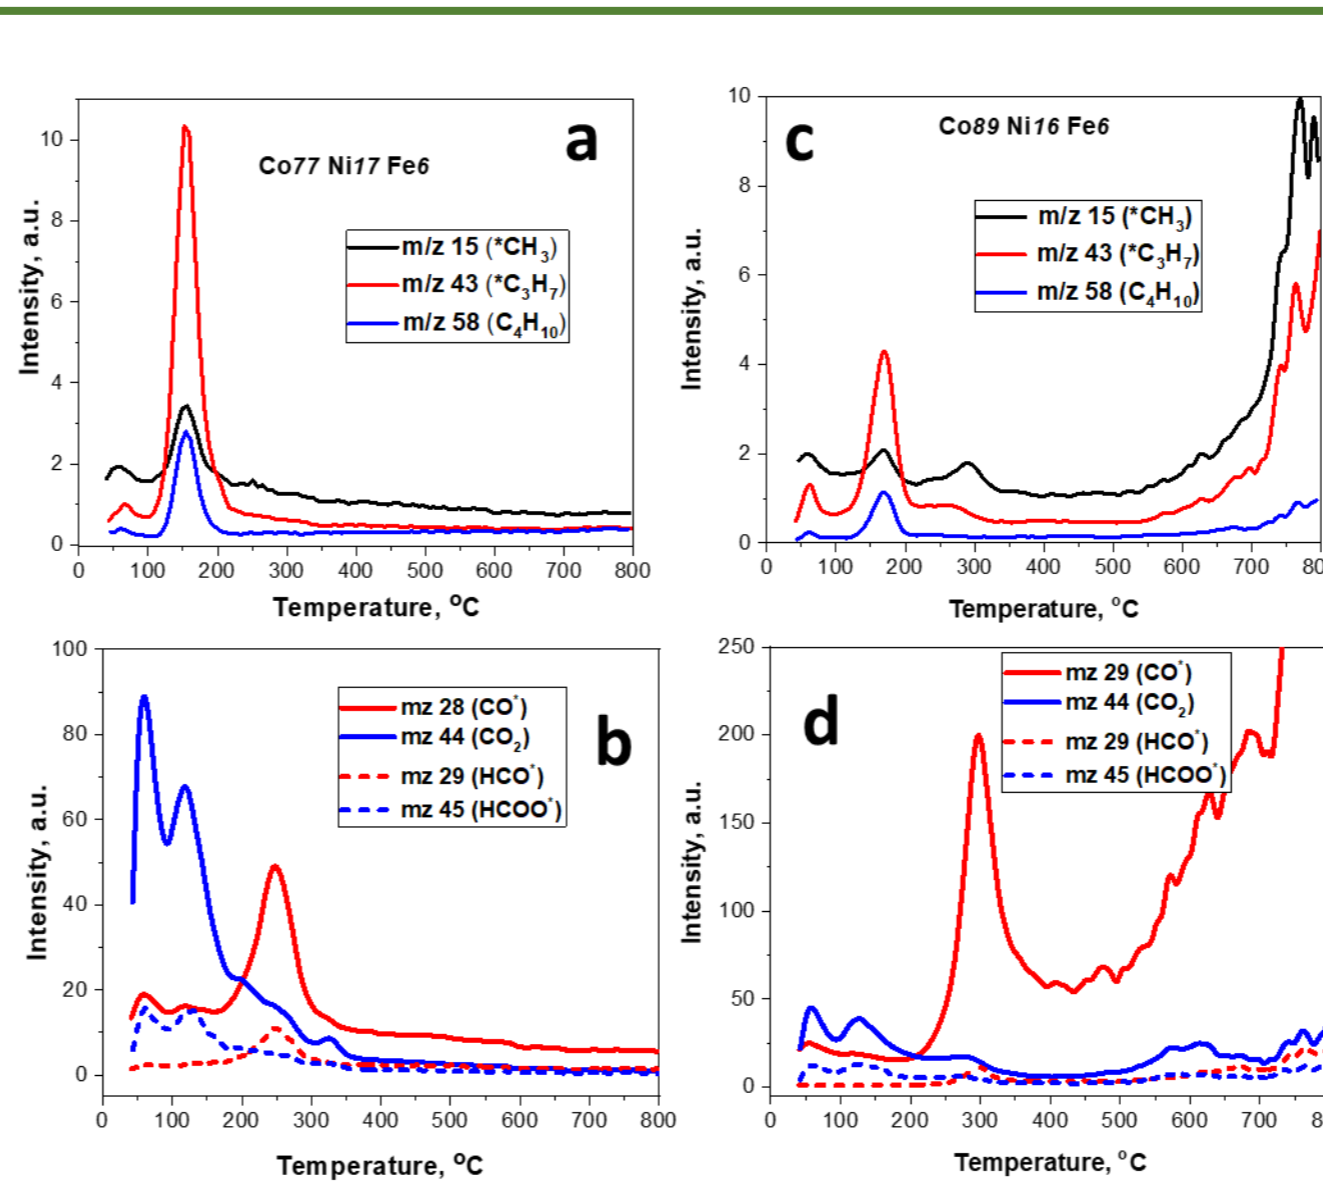 a
Co77 Ni17 Fe6
m/z 15 (*CH3)
m/z 43 (*C3H7)
m/z 58 (C4H10)
Intensity, a.u.
10
8
6
4
2
0
0 100 200 300 400 500 600 700 800
Temperature, oC
c
Co89 Ni16 Fe6
m/z 15 (*CH3)
m/z 43 (*C3H7)
m/z 58 (C4H10)
Intensity, a.u.
10
8
6
4
2
0
0 100 200 300 400 500 600 700
Temperature, oC
b
mz 28 (CO*)
mz 44 (CO2)
mz 29 (HCO*)
mz 45 (HCOO*)
Intensity, a.u.
100
80
60
40
20
0
0 100 200 300 400 500 600 700 800
Temperature, oC
d
mz 29 (CO*)
mz 44 (CO2)
mz 29 (HCO*)
mz 45 (HCOO*)
Intensity, a.u.
250
200
150
100
50
0
0 100 200 300 400 500 600 700
Temperature, oC